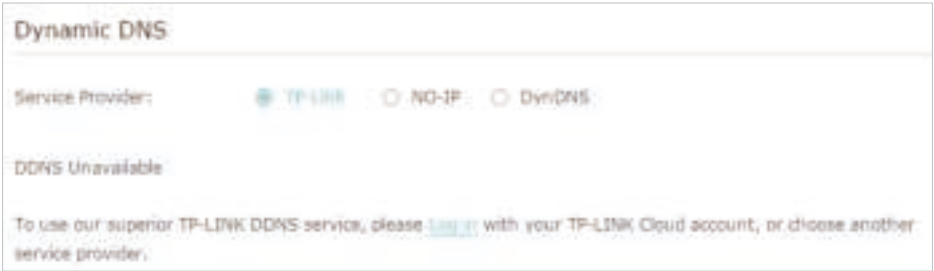 Dynamic DNS
Service Provider: TP-LINK NO-IP DynDNS
DDNS Unavailable
To use our superior TP-LINK DDNS service, please Log in with your TP-LINK Cloud account, or choose another
service provider.